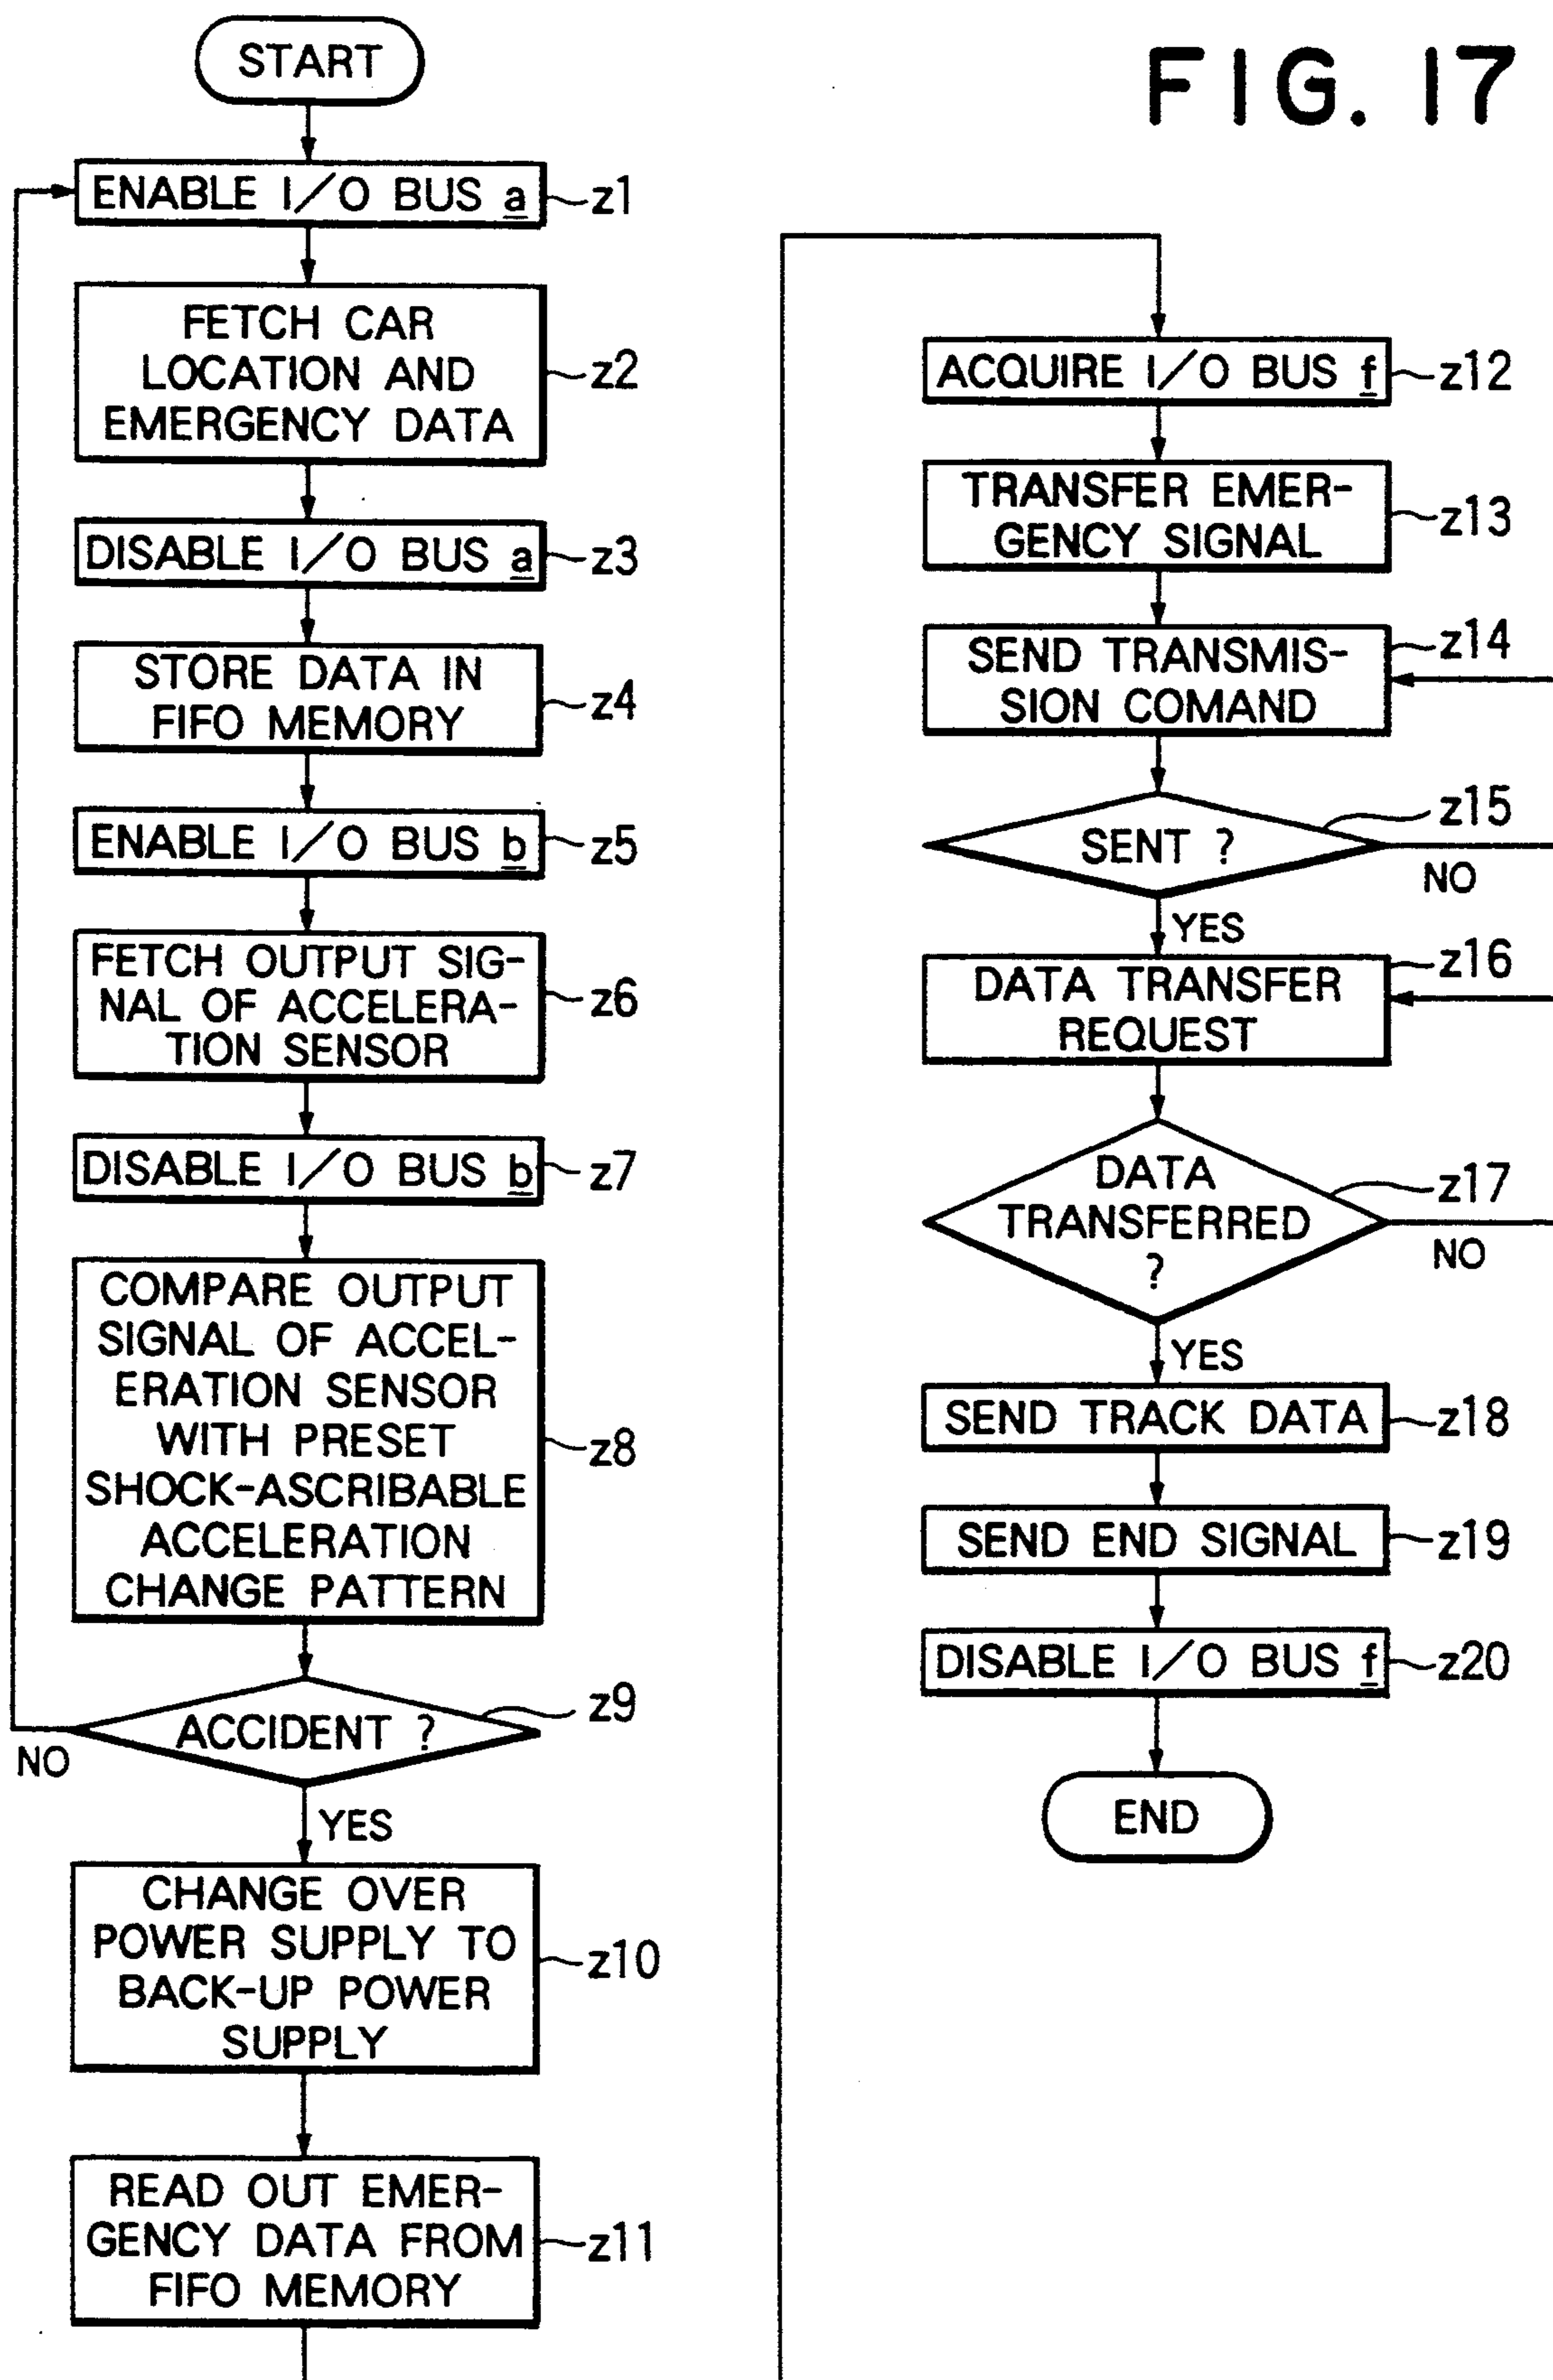 FIG. 17
START
ENABLE I/O BUS a
z1
FETCH CAR
LOCATION AND
EMERGENCY DATA
z2
DISABLE I/O BUS a
z3
STORE DATA IN
FIFO MEMORY
z4
ENABLE I/O BUS b
z5
FETCH OUTPUT SIG-
NAL OF ACCELERA-
TION SENSOR
z6
DISABLE I/O BUS b
z7
COMPARE OUTPUT
SIGNAL OF ACCEL-
ERATION SENSOR
WITH PRESET
SHOCK-ASCRIBABLE
ACCELERATION
CHANGE PATTERN
z8
ACCIDENT ?
z9
NO
YES
CHANGE OVER
POWER SUPPLY TO
BACK-UP POWER
SUPPLY
z10
READ OUT EMER-
GENCY DATA FROM
FIFO MEMORY
z11
ACQUIRE I/O BUS f
z12
TRANSFER EMER-
GENCY SIGNAL
z13
SEND TRANSMIS-
SION COMAND
z14
SENT ?
z15
NO
YES
DATA TRANSFER
REQUEST
z16
DATA
TRANSFERRED
?
z17
NO
YES
SEND TRACK DATA
z18
SEND END SIGNAL
z19
DISABLE I/O BUS f
z20
END